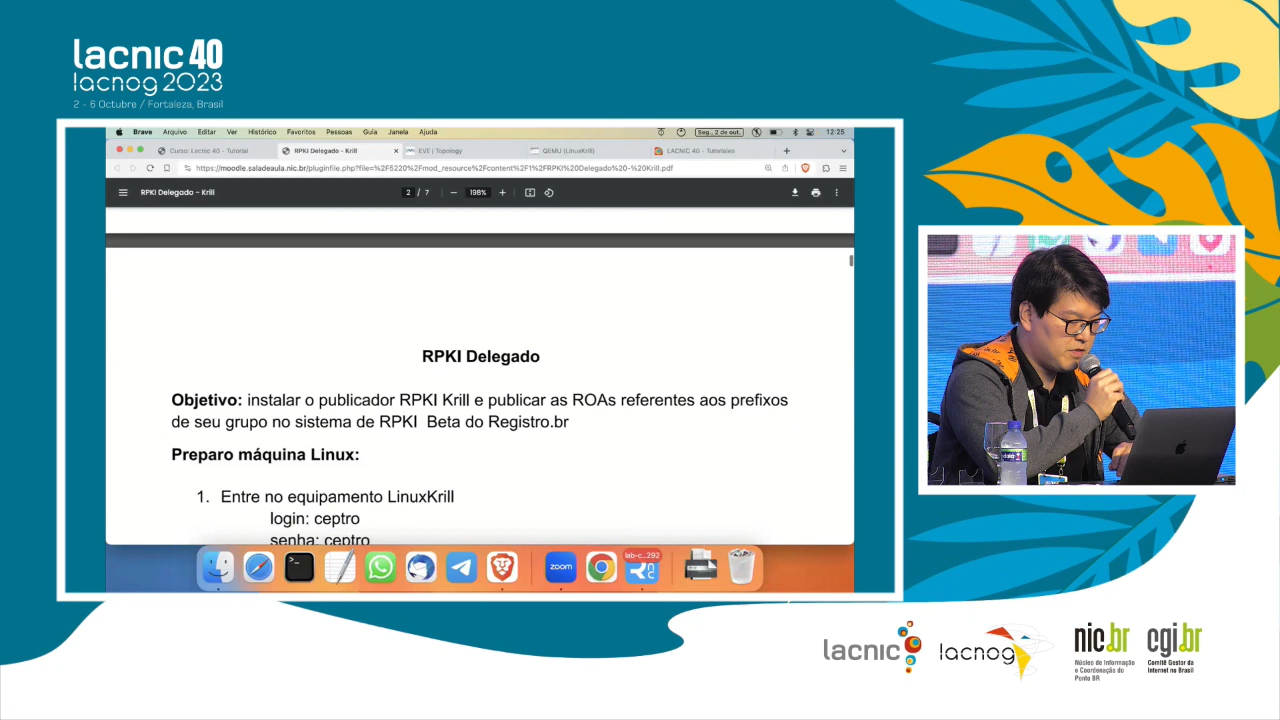 lacnic 40
lacnog 2023
2 - 6 Octubre / Fortaleza, Brasil
Brave Arquivo Editar Ver Histórico Favoritos Pessoas Guia Janela Ajuda
Seg., 2 de out. 12:25
Curso: Lacnic 40 - Tutorial
RPKI Delegado - Krill
EVE | Topology
QEMU (LinuxKrill)
LACNIC 40 - Tutoriales
https://moodle.saladeaula.nic.br/pluginfile.php?file=%2F5220%2Fmod_resource%2Fcontent%2F1%2FRPKI%20Delegado%20-%20Krill.pdf
RPKI Delegado - Krill
2 / 7
198%
RPKI Delegado
Objetivo: instalar o publicador RPKI Krill e publicar as ROAs referentes aos prefixos
de seu grupo no sistema de RPKI Beta do Registro.br
Preparo máquina Linux:
1. Entre no equipamento LinuxKrill
login: ceptro
senha: ceptro
zoom
lab-c...292
lacnic
lacnog
nic.br
Núcleo de Informação
e Coordenação do
Ponto BR
cgi.br
Comitê Gestor da
Internet no Brasil